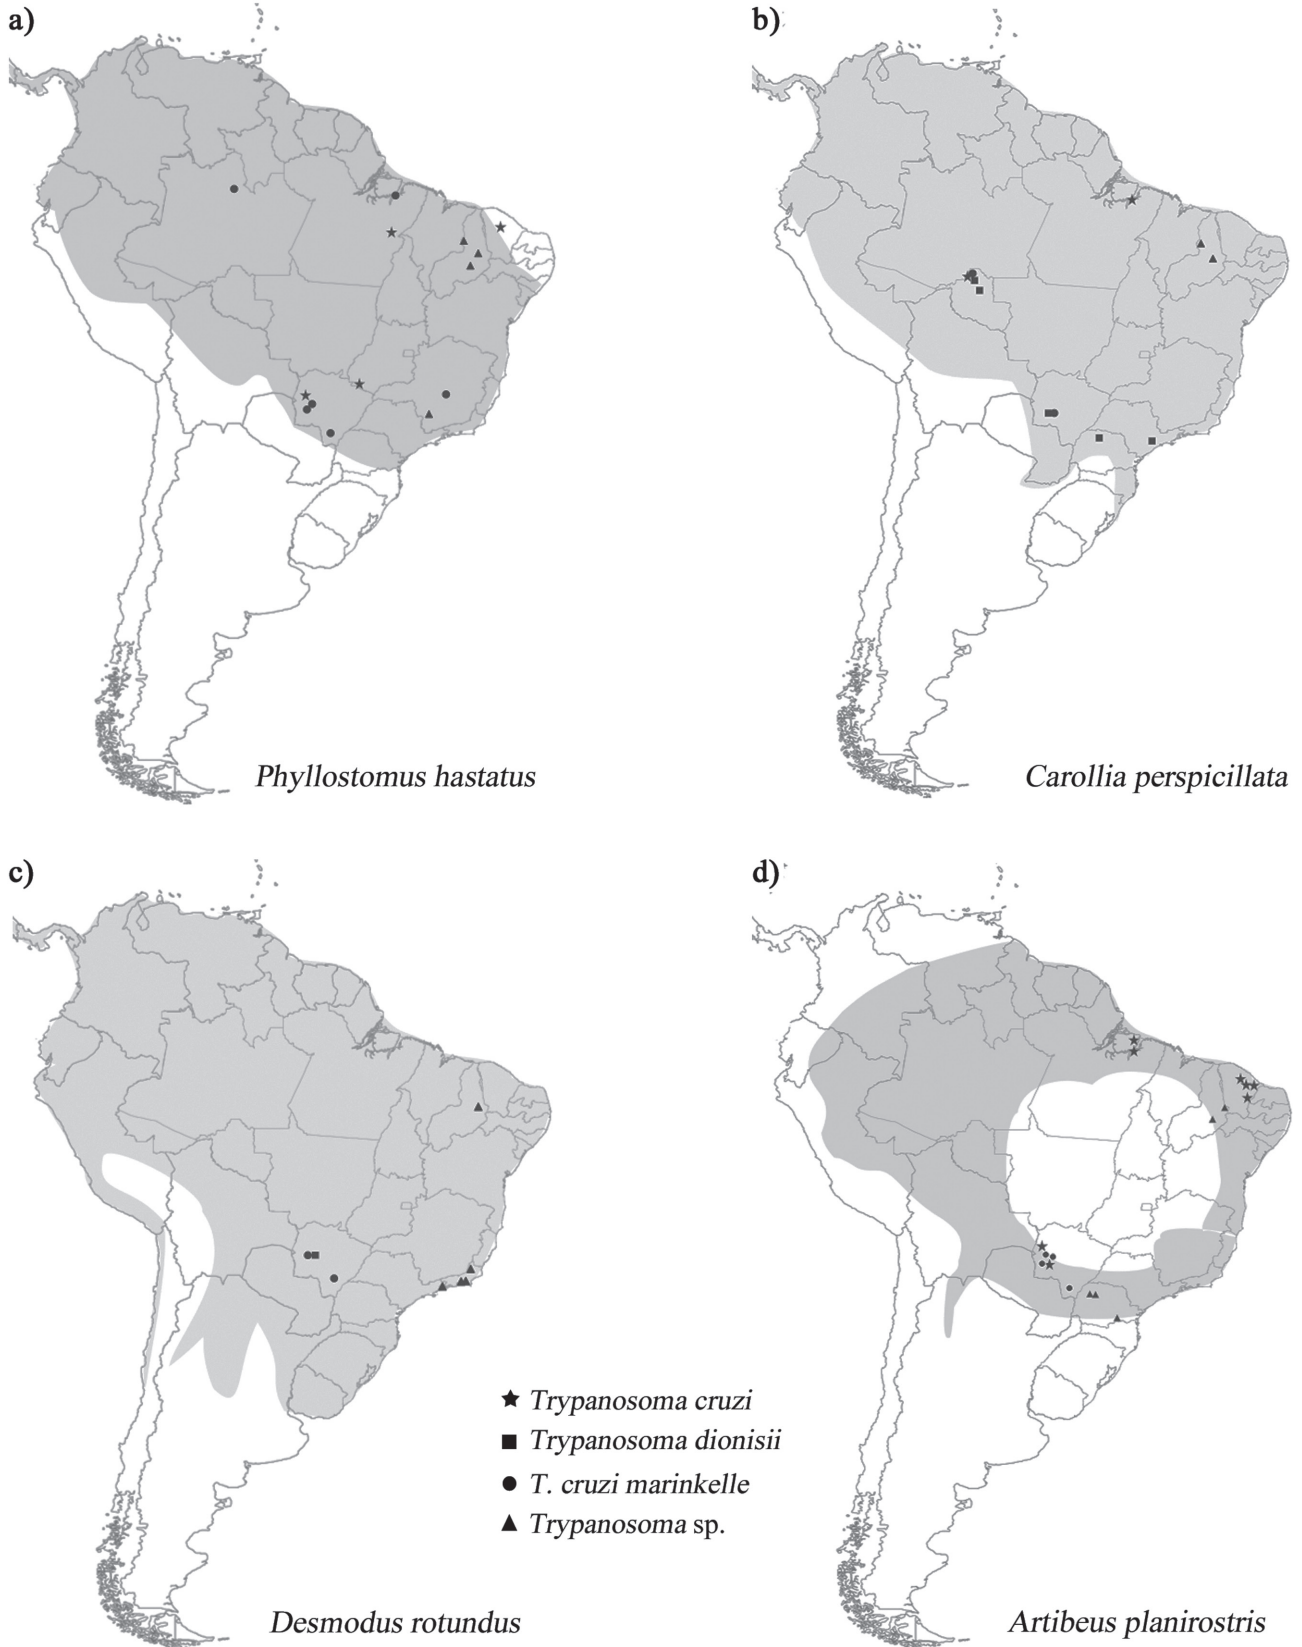 a)
b)
Phyllostomus hastatus
Carollia perspicillata
c)
d)
Trypanosoma cruzi
Trypanosoma dionisii
T. cruzi marinkelle
Trypanosoma sp.
Desmodus rotundus
Artibeus planirostris